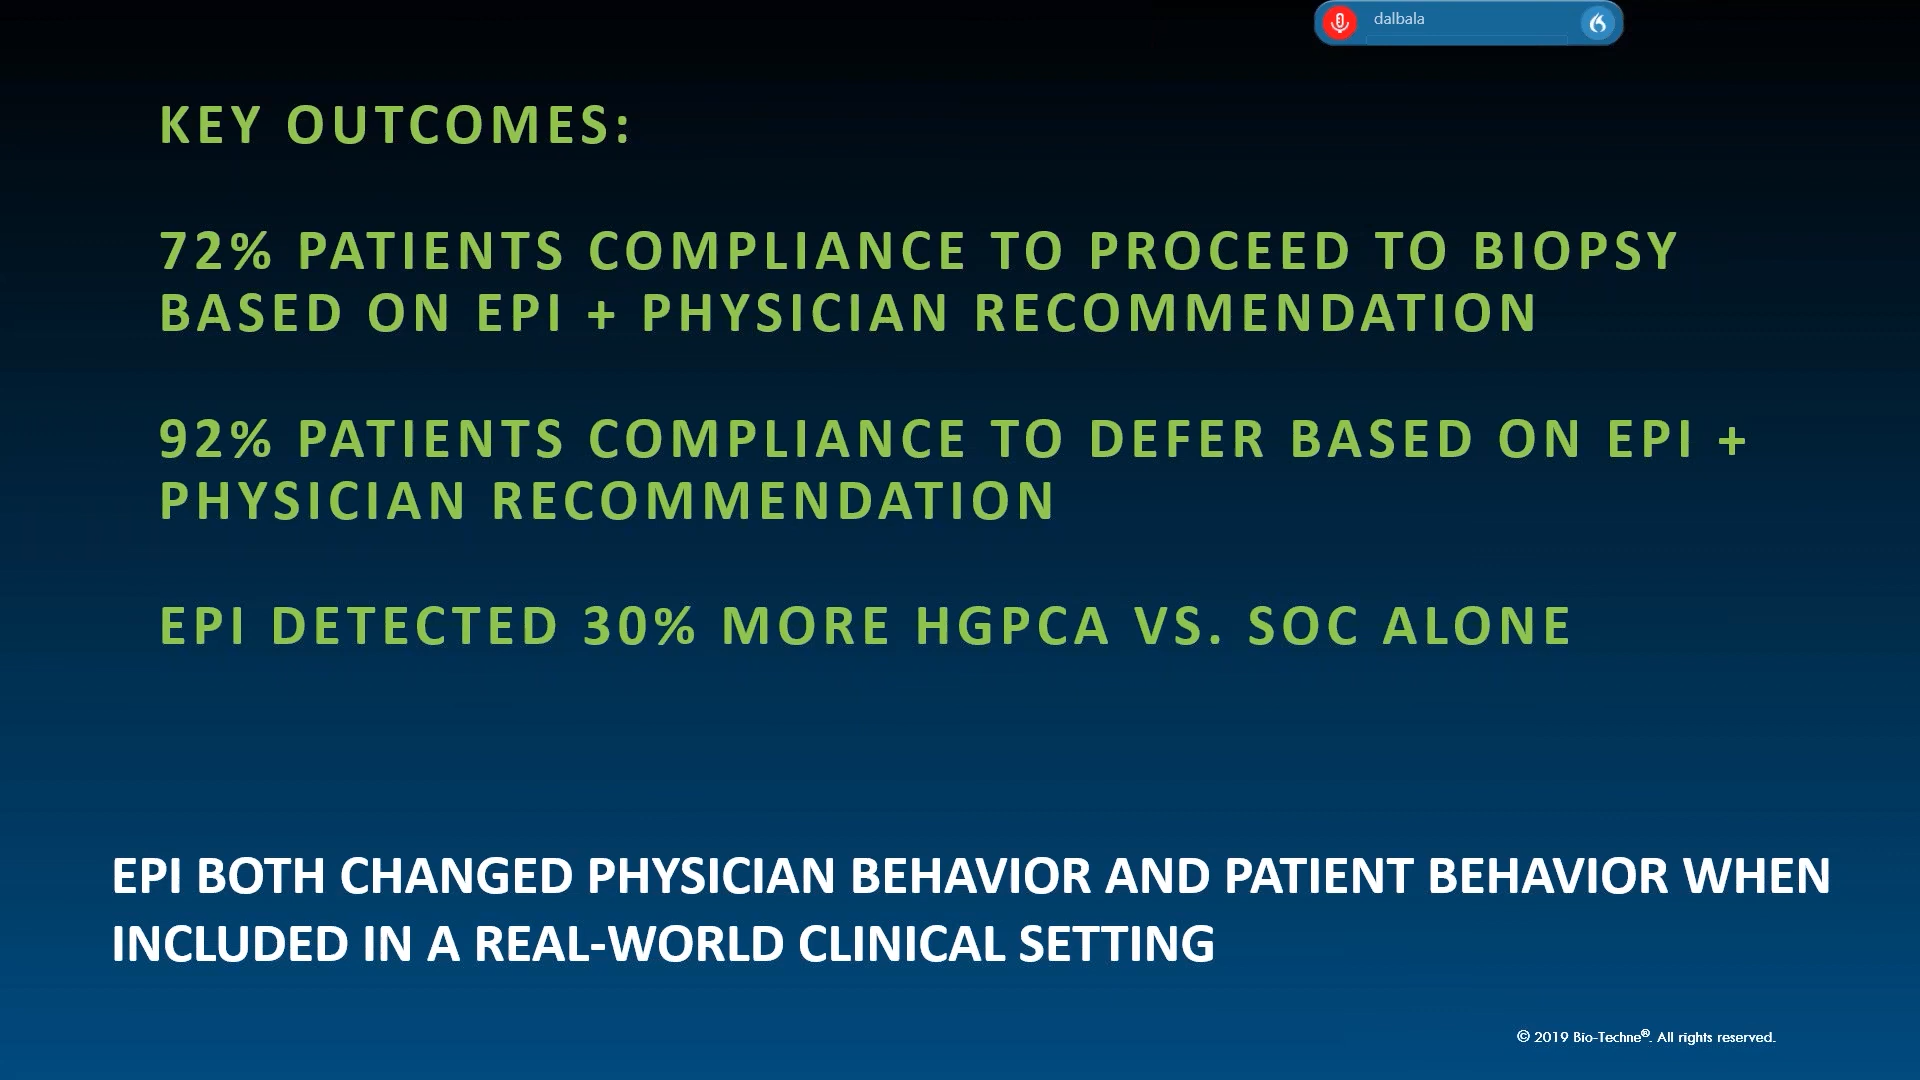 dalbala
KEY OUTCOMES:
72% PATIENTS COMPLIANCE TO PROCEED TO BIOPSY
BASED ON EPI + PHYSICIAN RECOMMENDATION
92% PATIENTS COMPLIANCE TO DEFER BASED ON EPI +
PHYSICIAN RECOMMENDATION
EPI DETECTED 30% MORE HGPCA VS. SOC ALONE
EPI BOTH CHANGED PHYSICIAN BEHAVIOR AND PATIENT BEHAVIOR WHEN
INCLUDED IN A REAL-WORLD CLINICAL SETTING
© 2019 Bio-Techne®. All rights reserved.